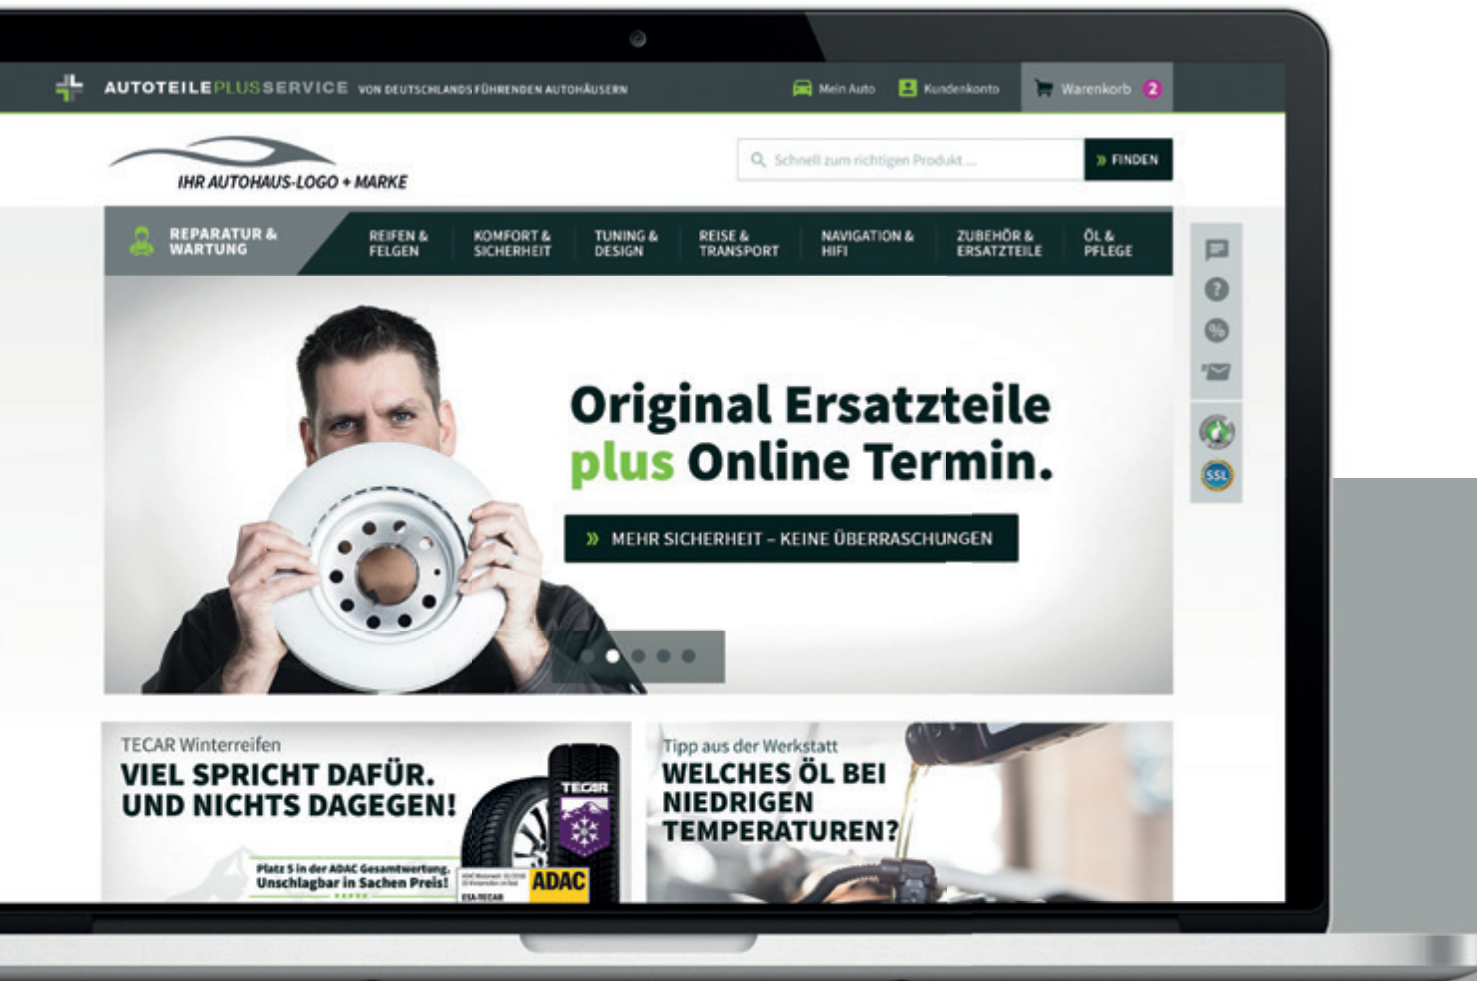 AUTOTEILEPLUSSERVICE VON DEUTSCHLANDS FÜHRENDEN AUTOHÄUSERN
Mein Auto
Kundenkonto
Warenkorb 2
IHR AUTOHAUS-LOGO + MARKE
Schnell zum richtigen Produkt ...
» FINDEN
REPARATUR &
WARTUNG
REIFEN &
FELGEN
KOMFORT &
SICHERHEIT
TUNING &
DESIGN
REISE &
TRANSPORT
NAVIGATION &
HIFI
ZUBEHÖR &
ERSATZTEILE
ÖL &
PFLEGE
Original Ersatzteile
plus Online Termin.
» MEHR SICHERHEIT – KEINE ÜBERRASCHUNGEN
?
%
SSL
TECAR Winterreifen
VIEL SPRICHT DAFÜR.
UND NICHTS DAGEGEN!
TECAR
Platz 5 in der ADAC Gesamtwertung.
Unschlagbar in Sachen Preis!
ADAC
ESA-TECAR
Tipp aus der Werkstatt
WELCHES ÖL BEI
NIEDRIGEN
TEMPERATUREN?